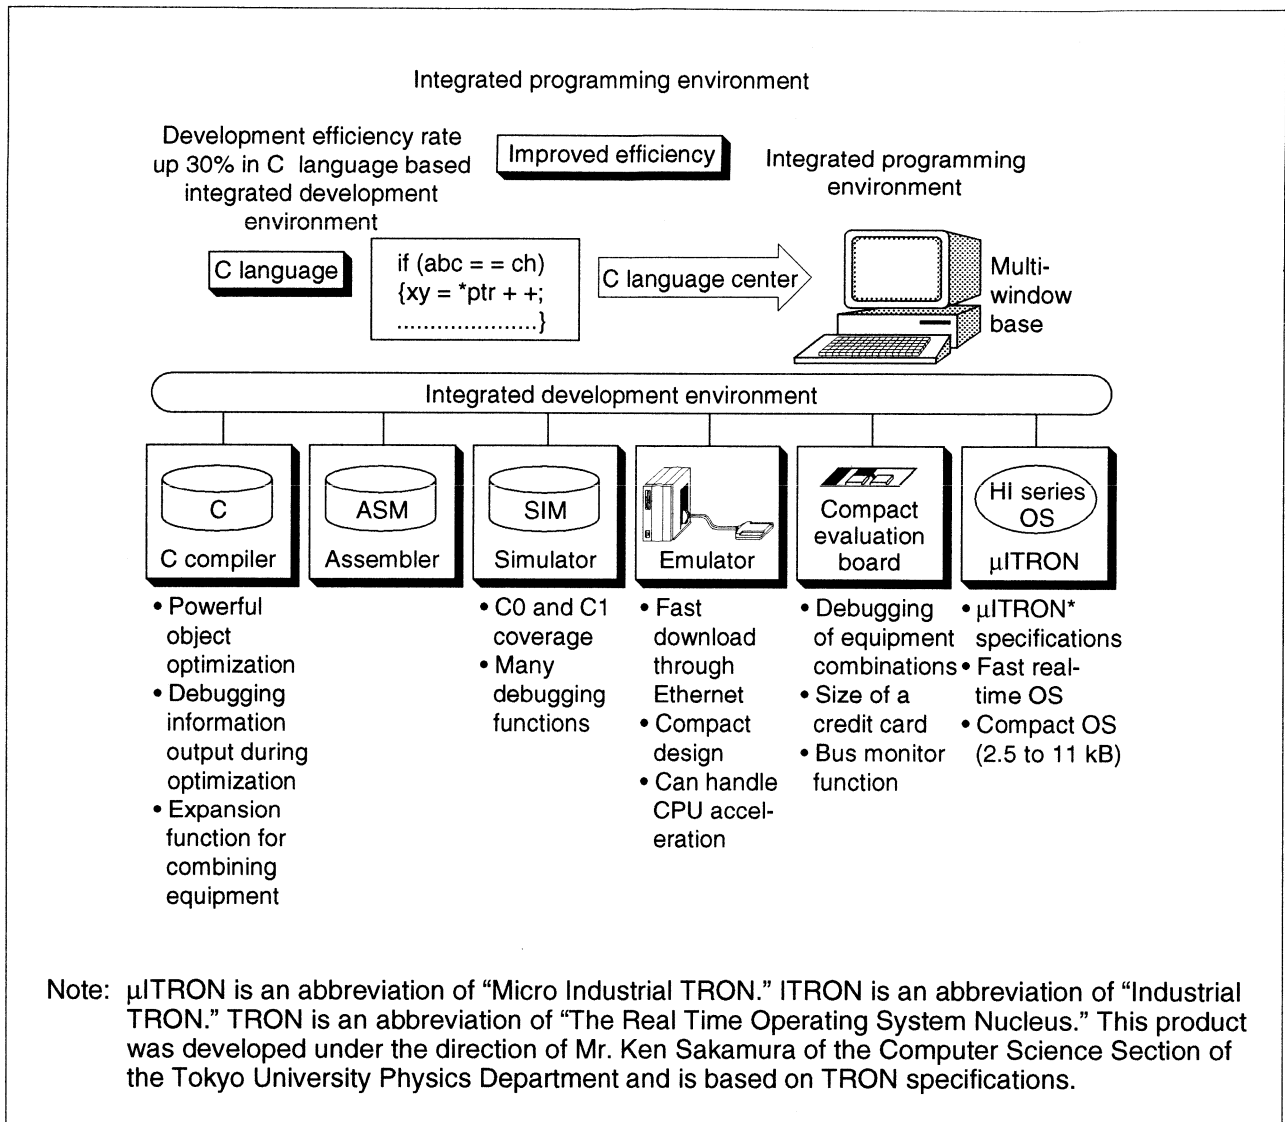 Integrated programming environment
Development efficiency rate
up 30% in C language based
integrated development
environment
Improved efficiency
Integrated programming
environment
C language
if (abc = = ch)
{xy = *ptr + +;
.....................}
C language center
Multi-
window
base
Integrated development environment
C
C compiler
ASM
Assembler
SIM
Simulator
Emulator
Compact
evaluation
board
HI series
OS
μITRON
• Powerful
object
optimization
• Debugging
information
output during
optimization
• Expansion
function for
combining
equipment
• C0 and C1
coverage
• Many
debugging
functions
• Fast
download
through
Ethernet
• Compact
design
• Can handle
CPU accel-
eration
• Debugging
of equipment
combinations
• Size of a
credit card
• Bus monitor
function
• μITRON*
specifications
• Fast real-
time OS
• Compact OS
(2.5 to 11 kB)
Note: μITRON is an abbreviation of “Micro Industrial TRON.” ITRON is an abbreviation of “Industrial
TRON.” TRON is an abbreviation of “The Real Time Operating System Nucleus.” This product
was developed under the direction of Mr. Ken Sakamura of the Computer Science Section of
the Tokyo University Physics Department and is based on TRON specifications.